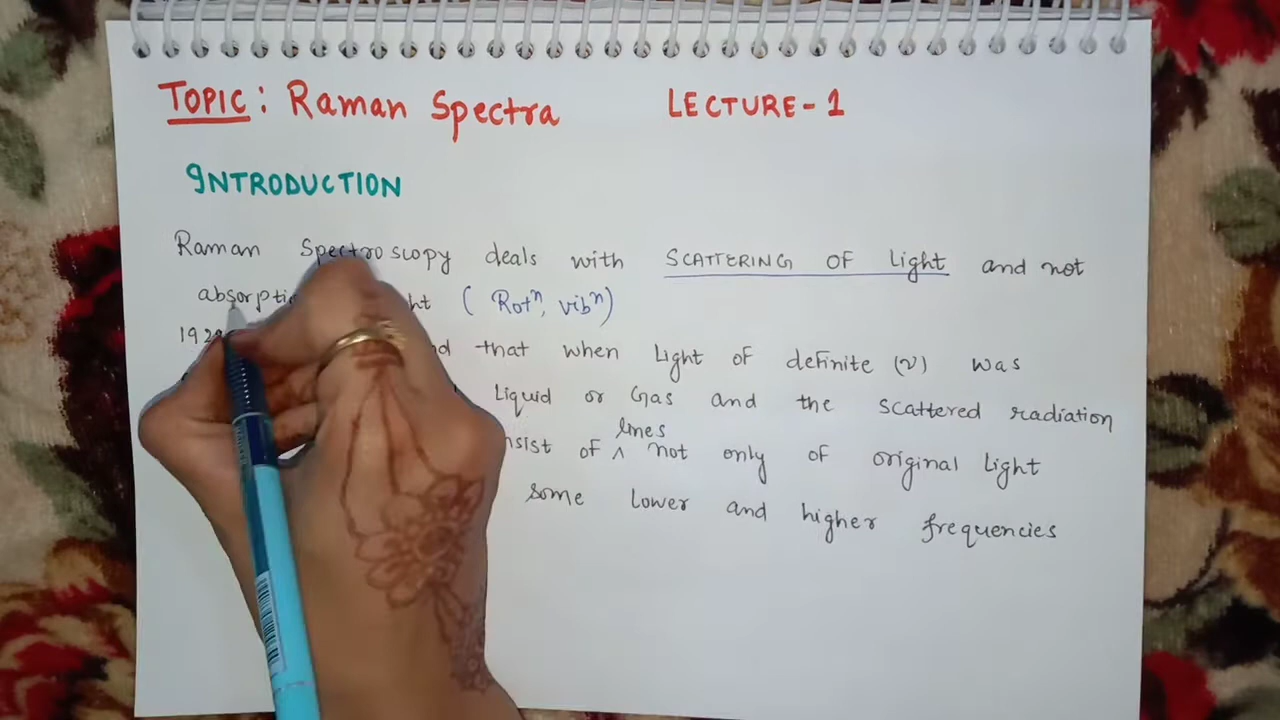 TOPIC: Raman Spectra LECTURE-1
INTRODUCTION
Raman Spectroscopy deals with SCATTERING OF Light and not
(Rotⁿ, vibⁿ)
that when Light of definite (ν) was
Liquid or Gas and the scattered radiation
of lines not only of original Light
some lower and higher frequencies